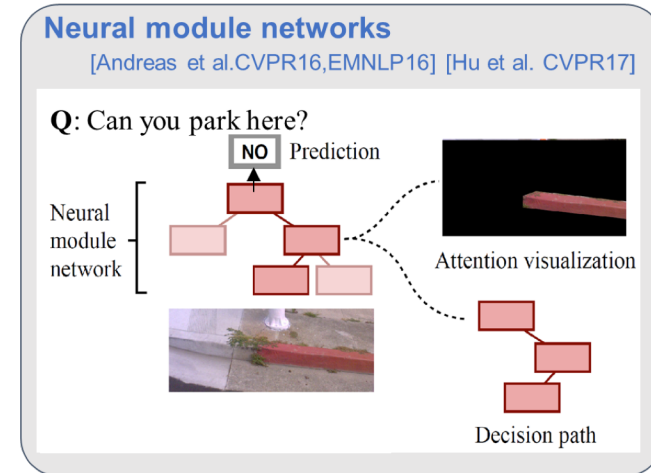 Neural module networks
[Andreas et al.CVPR16,EMNLP16] [Hu et al. CVPR17]
Q: Can you park here?
NO Prediction
Neural
module
network
Attention visualization
Decision path